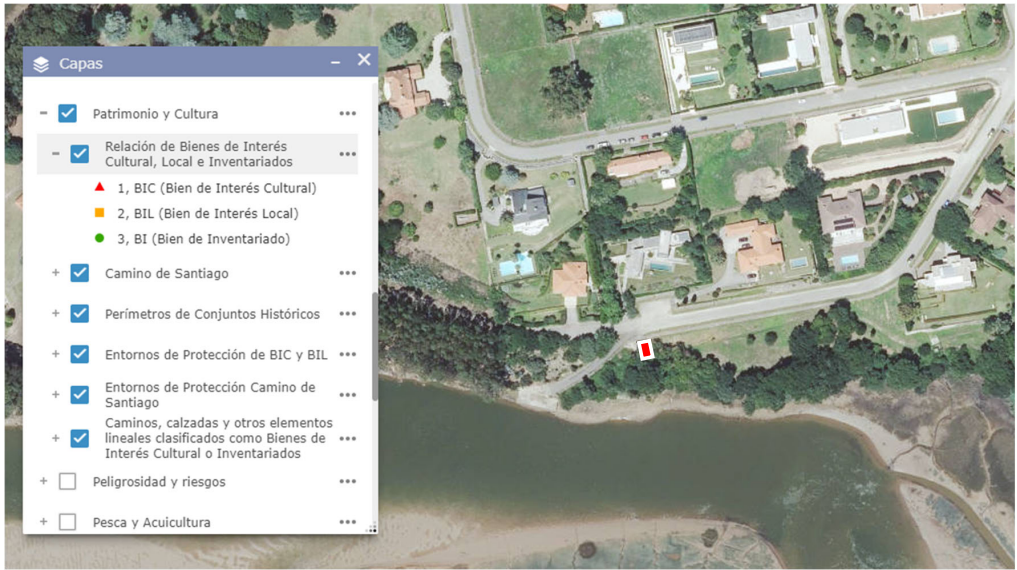 Capas
Patrimonio y Cultura
Relación de Bienes de Interés
Cultural, Local e Inventariados
1, BIC (Bien de Interés Cultural)
2, BIL (Bien de Interés Local)
3, BI (Bien de Inventariado)
Camino de Santiago
Perímetros de Conjuntos Históricos
Entornos de Protección de BIC y BIL
Entornos de Protección Camino de
Santiago
Caminos, calzadas y otros elementos
lineales clasificados como Bienes de
Interés Cultural o Inventariados
Peligrosidad y riesgos
Pesca y Acuicultura